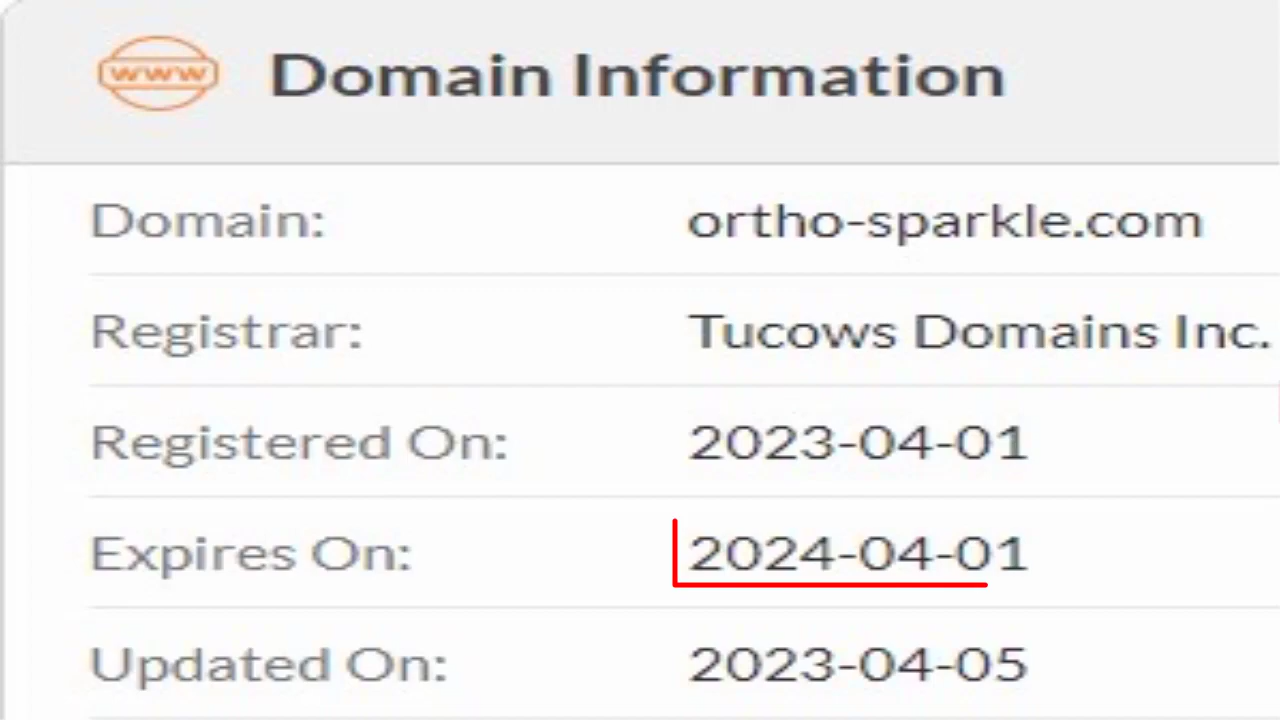 www
Domain Information
Domain: ortho-sparkle.com
Registrar: Tucows Domains Inc.
Registered On: 2023-04-01
Expires On: 2024-04-01
Updated On: 2023-04-05